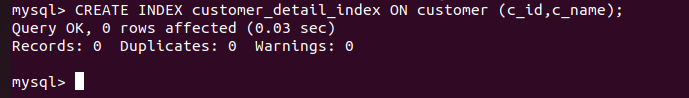 mysql> CREATE INDEX customer_detail_index ON customer (c_id,c_name);
Query OK, 0 rows affected (0.03 sec)
Records: 0  Duplicates: 0  Warnings: 0
mysql>